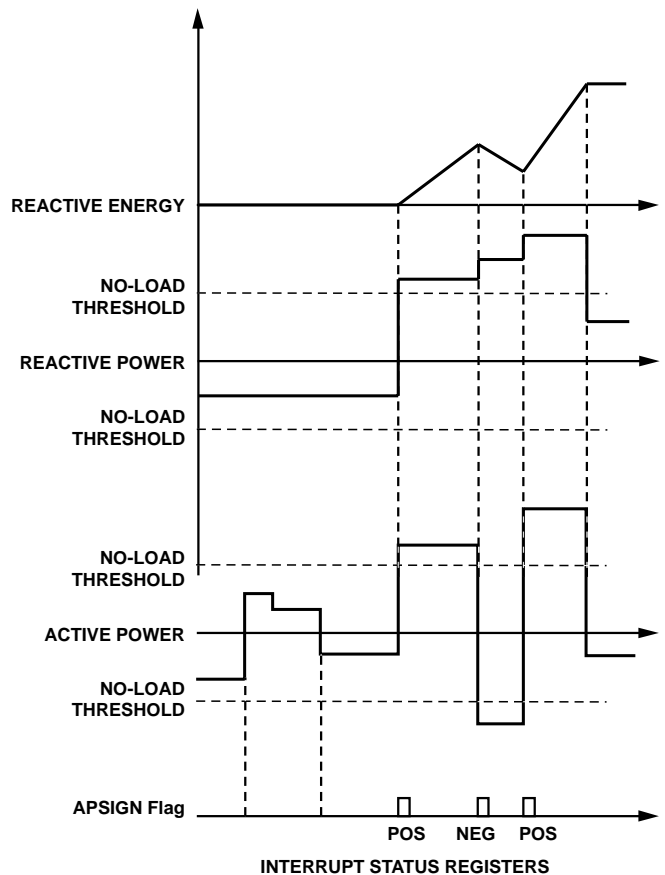 REACTIVE ENERGY
NO-LOAD
THRESHOLD
REACTIVE POWER
NO-LOAD
THRESHOLD
NO-LOAD
THRESHOLD
ACTIVE POWER
NO-LOAD
THRESHOLD
APSIGN Flag
POS NEG POS
INTERRUPT STATUS REGISTERS